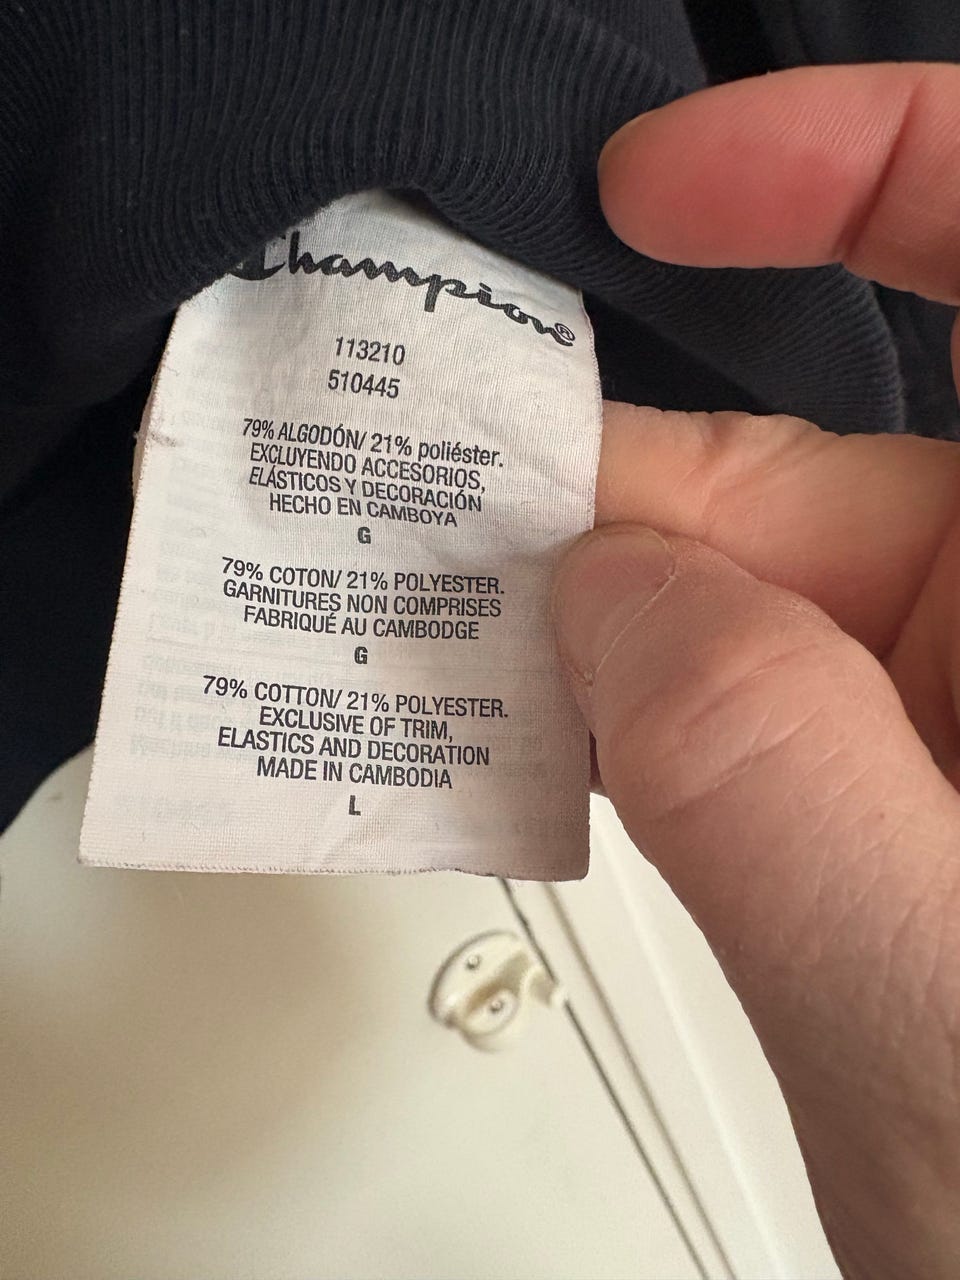 Champion®
113210
510445
79% ALGODÓN/ 21% poliéster.
EXCLUYENDO ACCESORIOS,
ELÁSTICOS Y DECORACIÓN
HECHO EN CAMBOYA
G
79% COTON/ 21% POLYESTER.
GARNITURES NON COMPRISES
FABRIQUÉ AU CAMBODGE
G
79% COTTON/ 21% POLYESTER.
EXCLUSIVE OF TRIM,
ELASTICS AND DECORATION
MADE IN CAMBODIA
L